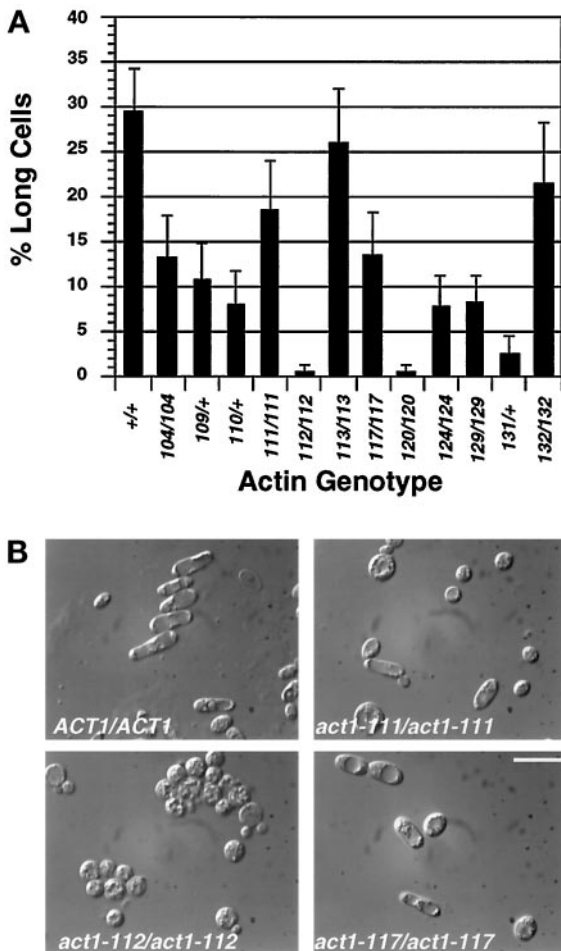 A
40
35
30
25
20
15
10
5
0
% Long Cells
+/+
104/104
109/+
110/+
111/111
112/112
113/113
117/117
120/120
124/124
129/129
131/+
132/132
Actin Genotype
B
ACT1/ACT1
act1-111/act1-111
act1-112/act1-112
act1-117/act1-117